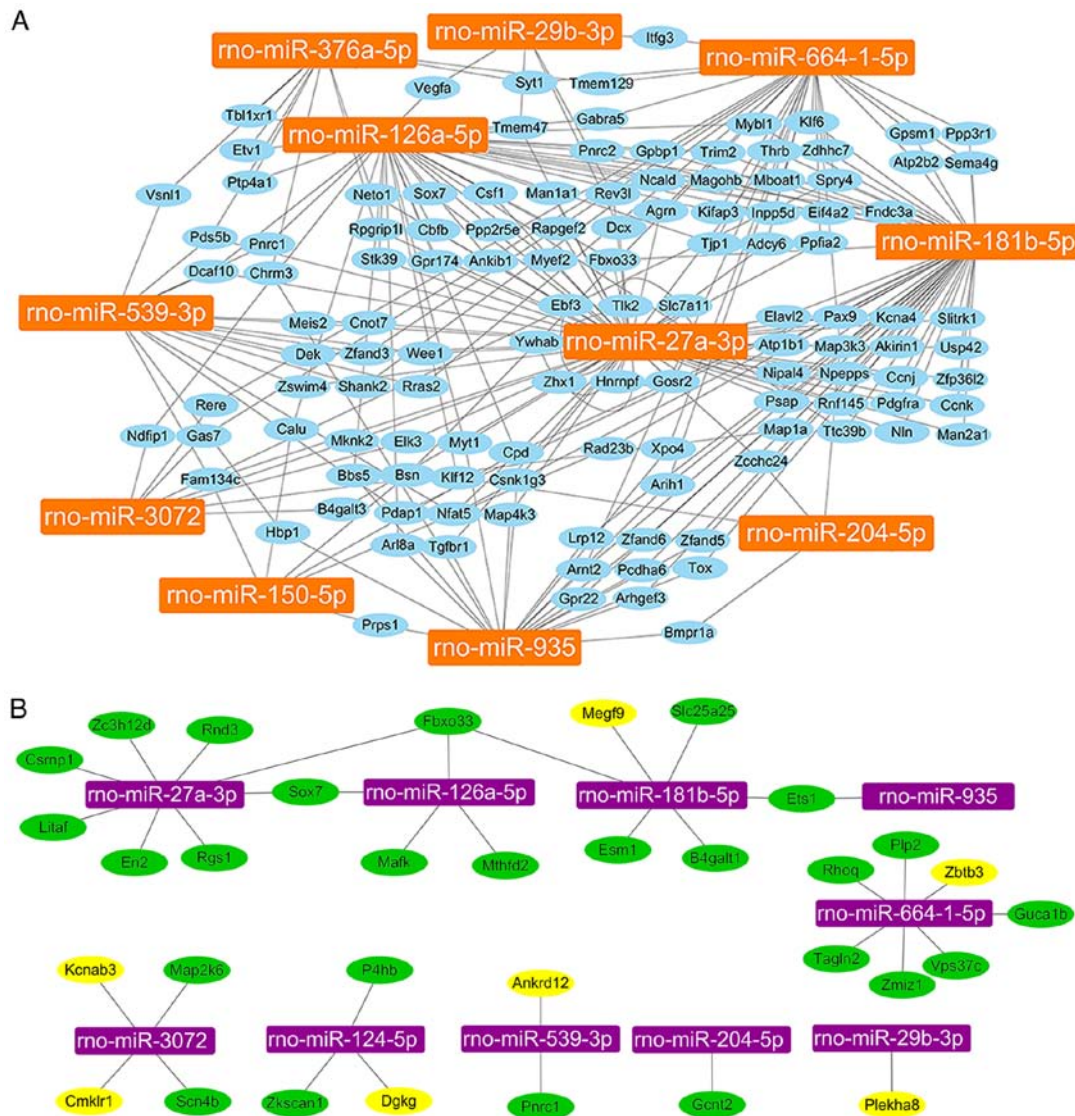 A
rno-miR-29b-3p
rno-miR-376a-5p
Itfg3
rno-miR-664-1-5p
Vegfa
Syt1
Tmem129
Tbl1xr1
rno-miR-126a-5p
Tmem47
Gabra5
Mybl1
Klf6
Gpsm1
Ppp3r1
Etv1
Pnrc2
Gpbp1
Trim2
Thrb
Zdhhc7
Atp2b2
Sema4g
Ptp4a1
Vsnl1
Neto1
Sox7
Csf1
Man1a1
Rev3l
Ncald
Magohb
Mboat1
Spry4
Agrn
Kifap3
Inpp5d
Eif4a2
Fndc3a
Pds5b
Pnrc1
Rpgrip1l
Cbfb
Ppp2r5e
Rapgef2
Dcx
Tjp1
Adcy6
Ppfia2
rno-miR-181b-5p
Dcaf10
Chrm3
Stk39
Gpr174
Ankib1
Myef2
Fbxo33
rno-miR-539-3p
Ebf3
Tlk2
Slc7a11
Meis2
Cnot7
rno-miR-27a-3p
Elavl2
Pax9
Kcna4
Slitrk1
Dek
Zfand3
Wee1
Ywhab
Atp1b1
Map3k3
Akirin1
Usp42
Zswim4
Shank2
Rras2
Zhx1
Hnrnpf
Gosr2
Nipal4
Npepps
Ccnj
Zfp36l2
Rere
Psap
Rnf145
Pdgfra
Ccnk
Ndfip1
Gas7
Calu
Mknk2
Elk3
Myt1
Cpd
Rad23b
Xpo4
Map1a
Ttc39b
Nln
Man2a1
Fam134c
Bbs5
Bsn
Klf12
Csnk1g3
Arih1
Zcchc24
rno-miR-3072
B4galt3
Pdap1
Nfat5
Map4k3
Hbp1
Arl8a
Tgfbr1
Lrp12
Zfand6
Zfand5
rno-miR-204-5p
rno-miR-150-5p
Arnt2
Pcdha6
Tox
Gpr22
Arhgef3
Prps1
rno-miR-935
Bmpr1a
B
Zc3h12d
Rnd3
Fbxo33
Megf9
Slc25a25
Csrnp1
rno-miR-27a-3p
Sox7
rno-miR-126a-5p
rno-miR-181b-5p
Ets1
rno-miR-935
Litaf
En2
Rgs1
Mafk
Mthfd2
Esm1
B4galt1
Plp2
Rhoq
Zbtb3
rno-miR-664-1-5p
Guca1b
Tagln2
Zmiz1
Vps37c
Kcnab3
Map2k6
P4hb
Ankrd12
rno-miR-3072
rno-miR-124-5p
rno-miR-539-3p
rno-miR-204-5p
rno-miR-29b-3p
Cmklr1
Scn4b
Zkscan1
Dgkg
Pnrc1
Gcnt2
Plekha8